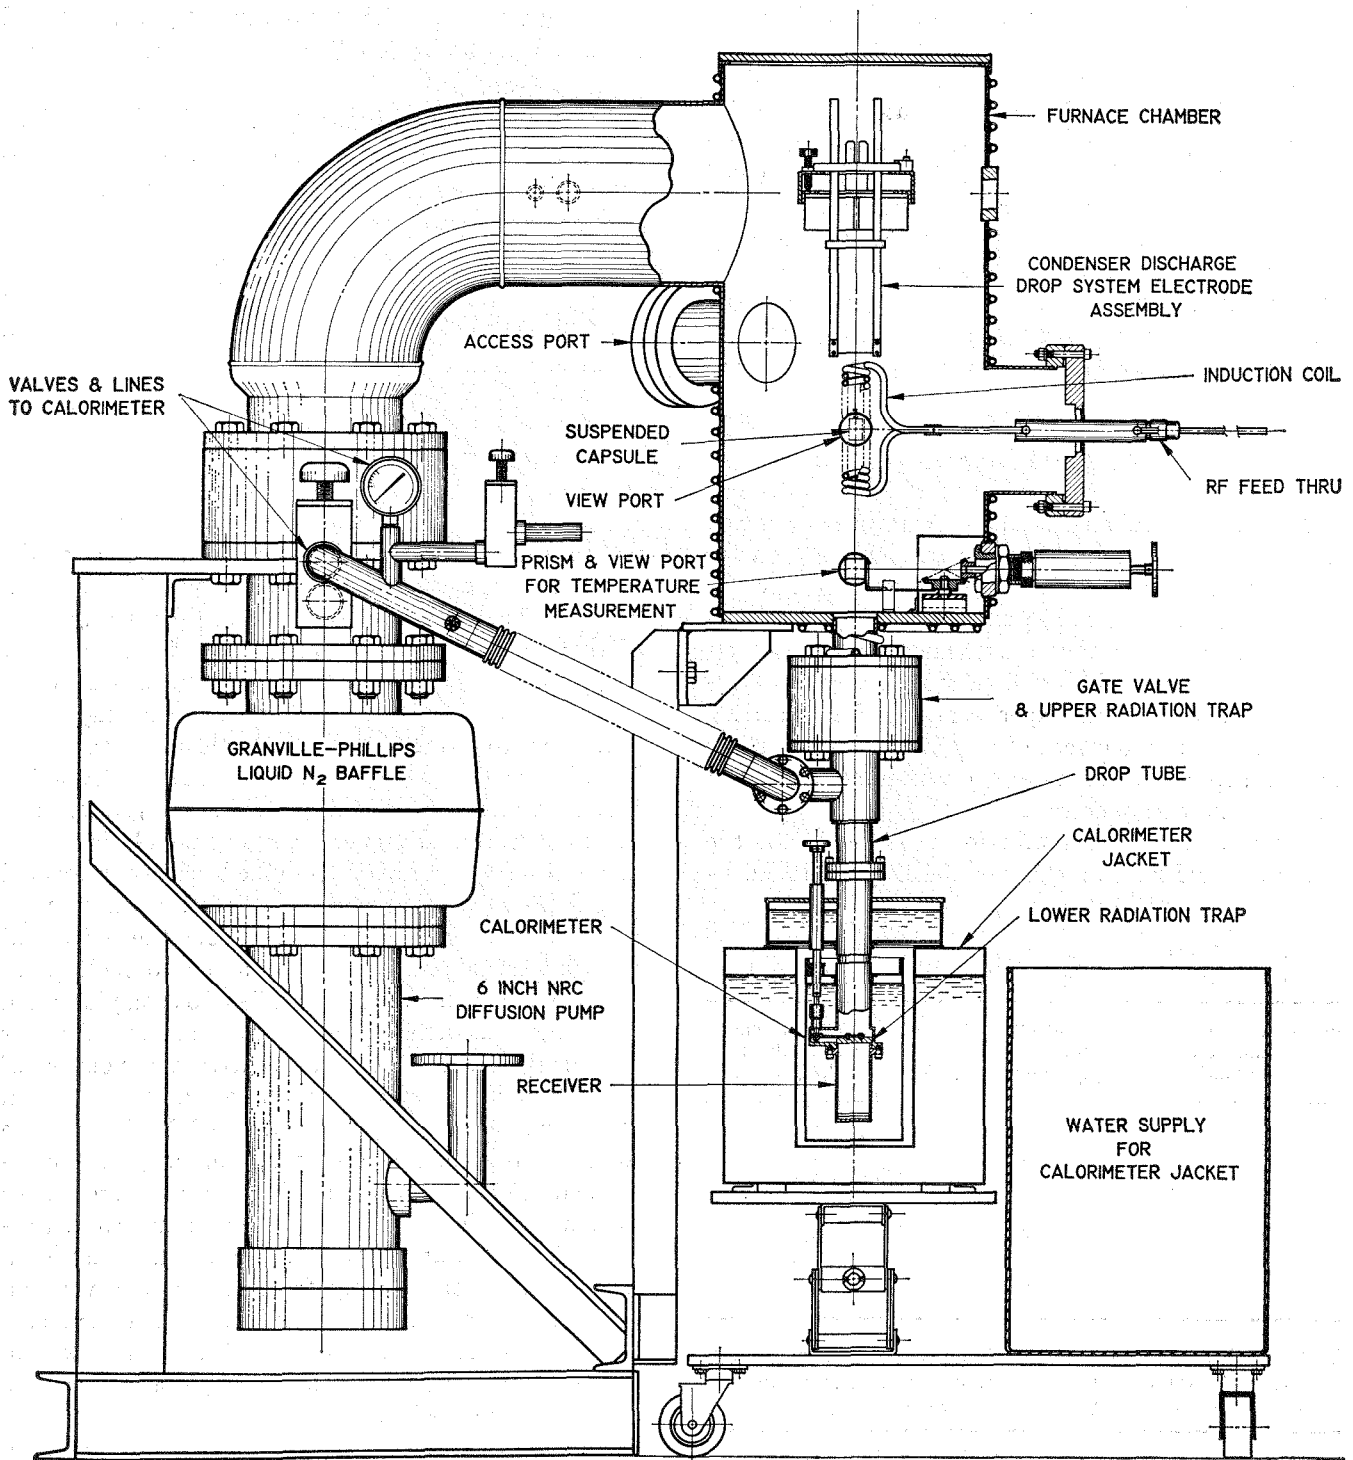 FURNACE CHAMBER
CONDENSER DISCHARGE
DROP SYSTEM ELECTRODE
ASSEMBLY
ACCESS PORT
INDUCTION COIL
VALVES & LINES
TO CALORIMETER
SUSPENDED
CAPSULE
VIEW PORT
RF FEED THRU
PRISM & VIEW PORT
FOR TEMPERATURE
MEASUREMENT
GATE VALVE
& UPPER RADIATION TRAP
GRANVILLE-PHILLIPS
LIQUID N₂ BAFFLE
DROP TUBE
CALORIMETER
JACKET
LOWER RADIATION TRAP
CALORIMETER
6 INCH NRC
DIFFUSION PUMP
RECEIVER
WATER SUPPLY
FOR
CALORIMETER JACKET